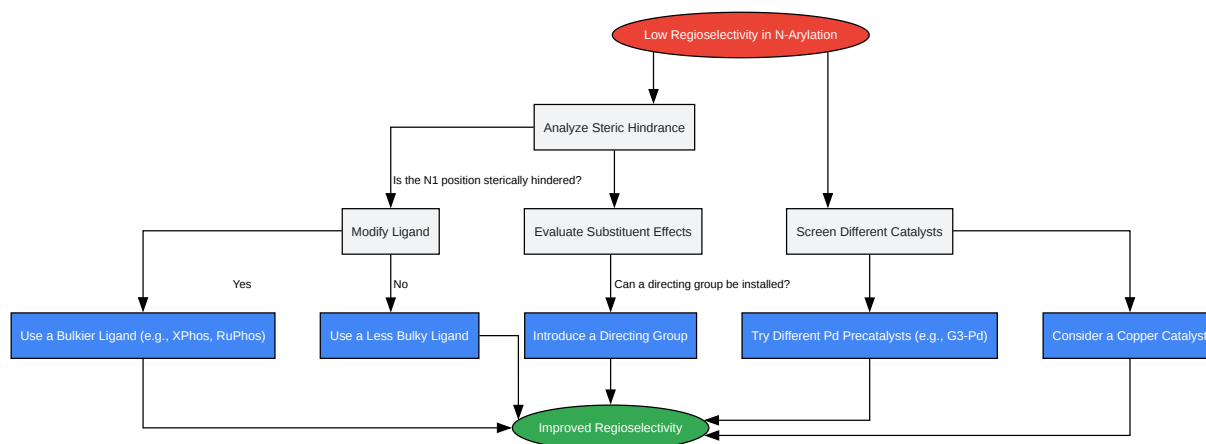 Low Regioselectivity in N-Arylation
Analyze Steric Hindrance
Is the N1 position sterically hindered?
Modify Ligand
Evaluate Substituent Effects
Screen Different Catalysts
Yes
No
Can a directing group be installed?
Use a Bulkier Ligand (e.g., XPhos, RuPhos)
Use a Less Bulky Ligand
Introduce a Directing Group
Try Different Pd Precatalysts (e.g., G3-Pd)
Consider a Copper Catalyst
Improved Regioselectivity